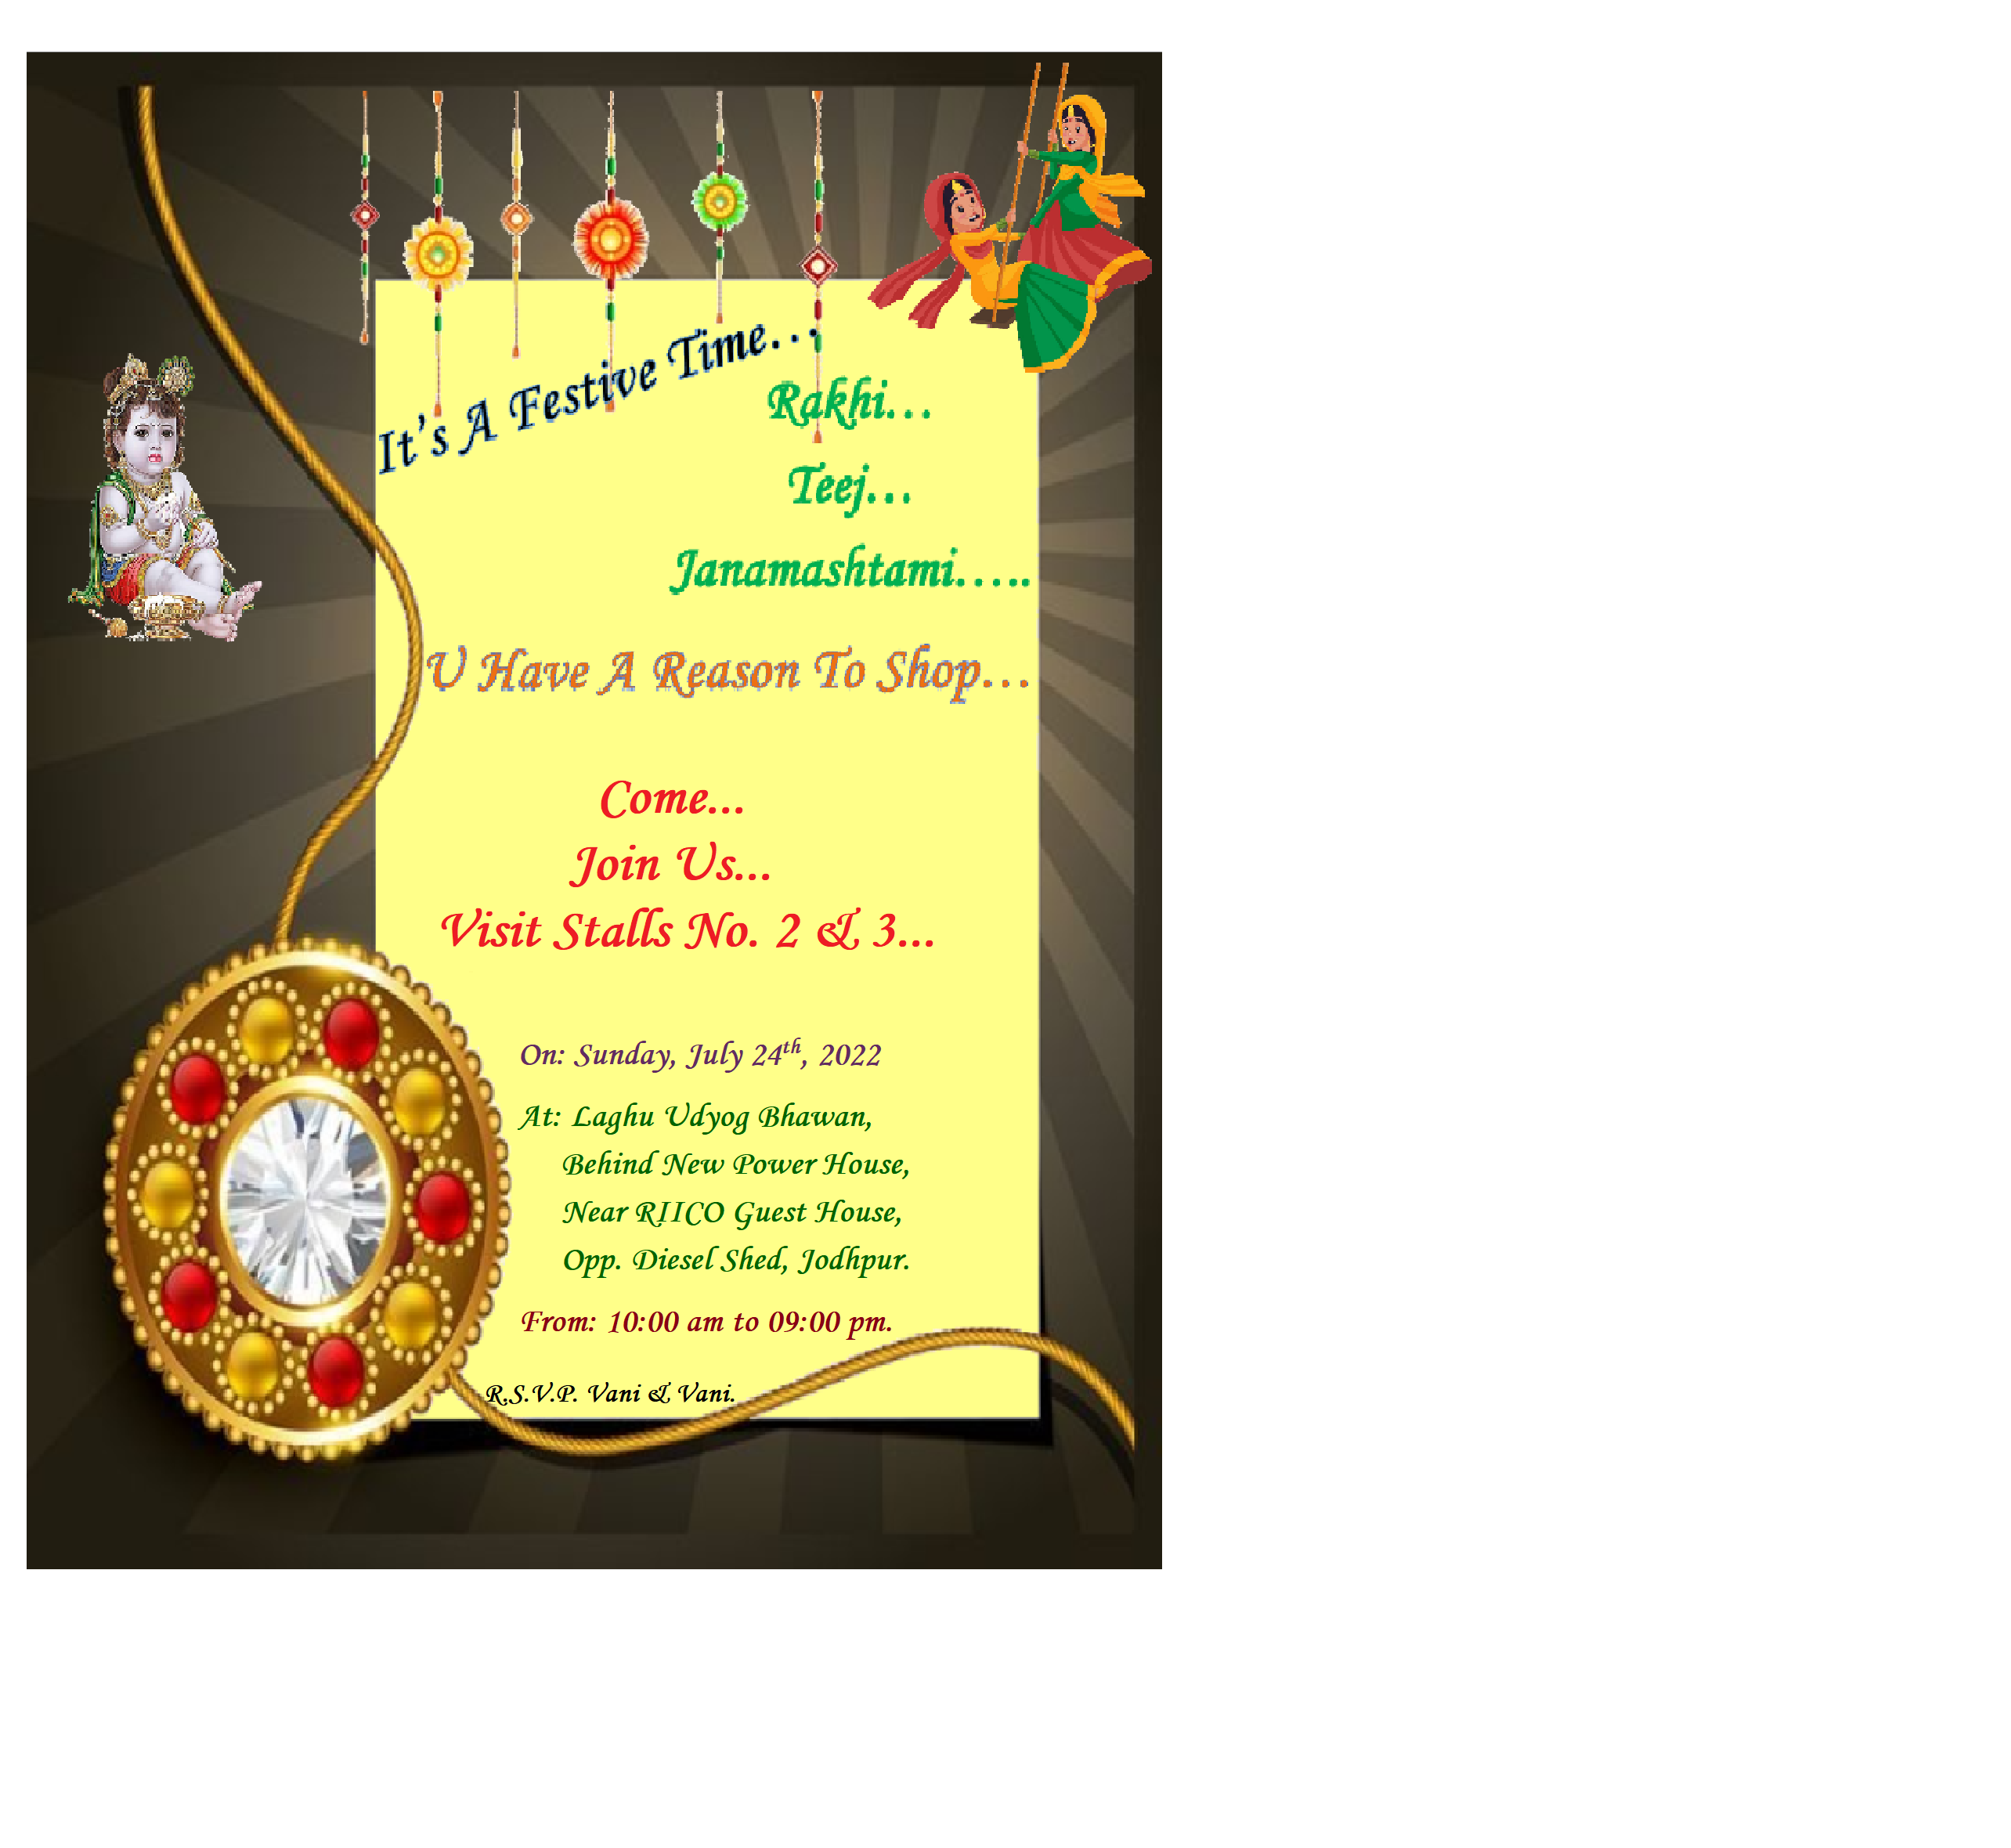 It's A Festive Time...
Rakhi...
Teej...
Janamashtami.....
U Have A Reason To Shop...
Come...
Join Us...
Visit Stalls No. 2 & 3...
On: Sunday, July 24th, 2022
At: Laghu Udyog Bhawan,
Behind New Power House,
Near RIICO Guest House,
Opp. Diesel Shed, Jodhpur.
From: 10:00 am to 09:00 pm.
R.S.V.P. Vani & Vani.